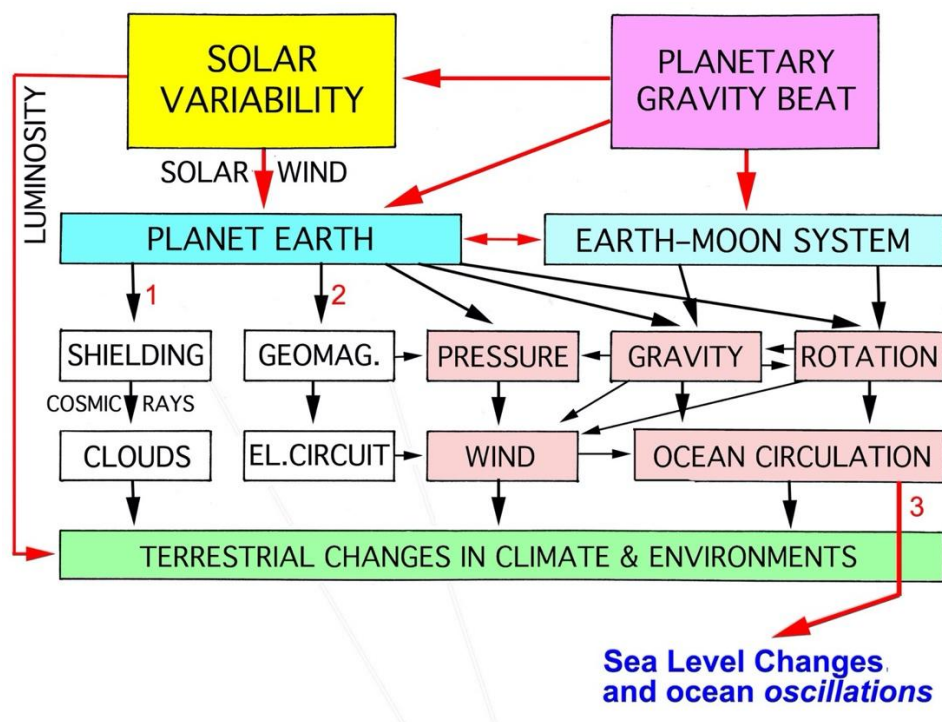 SOLAR
VARIABILITY
PLANETARY
GRAVITY BEAT
LUMINOSITY
SOLAR WIND
PLANET EARTH
EARTH-MOON SYSTEM
1
2
SHIELDING
GEOMAG.
PRESSURE
GRAVITY
ROTATION
COSMIC RAYS
CLOUDS
EL.CIRCUIT
WIND
OCEAN CIRCULATION
3
TERRESTRIAL CHANGES IN CLIMATE & ENVIRONMENTS
Sea Level Changes,
and ocean oscillations